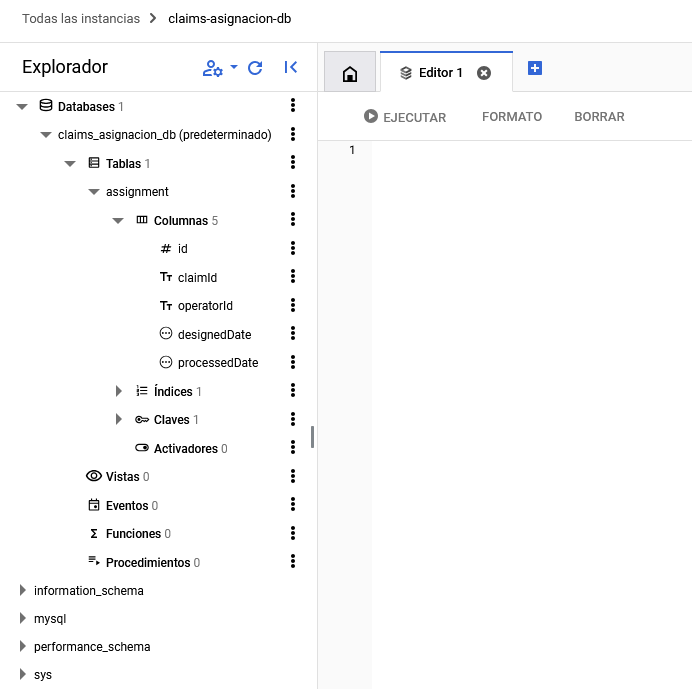 Todas las instancias claims-asignacion-db
Explorador
Editor 1
EJECUTAR FORMATO BORRAR
1
Databases 1
claims_asignacion_db (predeterminado)
Tablas 1
assignment
Columnas 5
# id
Tт claimId
Tт operatorId
designedDate
processedDate
Índices 1
Claves 1
Activadores 0
Vistas 0
Eventos 0
Σ Funciones 0
Procedimientos 0
information_schema
mysql
performance_schema
sys